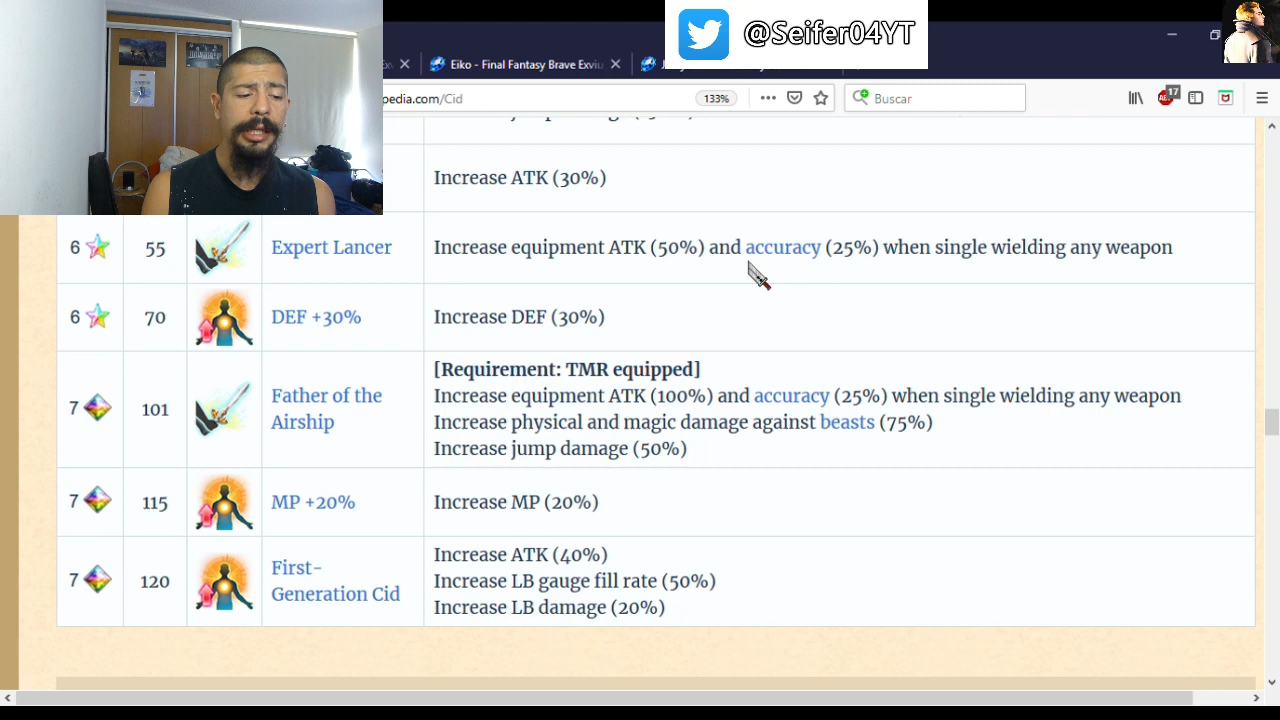 @Seifer04YT
Eiko - Final Fantasy Brave Exviu
pedia.com/Cid
133%
Buscar
17
Increase ATK (30%)
6 55 Expert Lancer Increase equipment ATK (50%) and accuracy (25%) when single wielding any weapon
6 70 DEF +30% Increase DEF (30%)
7 101 Father of the Airship
[Requirement: TMR equipped]
Increase equipment ATK (100%) and accuracy (25%) when single wielding any weapon
Increase physical and magic damage against beasts (75%)
Increase jump damage (50%)
7 115 MP +20% Increase MP (20%)
7 120 First-
Generation Cid
Increase ATK (40%)
Increase LB gauge fill rate (50%)
Increase LB damage (20%)